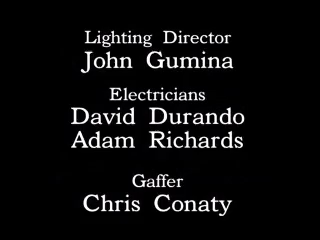 Lighting Director
John Gumina
Electricians
David Durando
Adam Richards
Gaffer
Chris Conaty